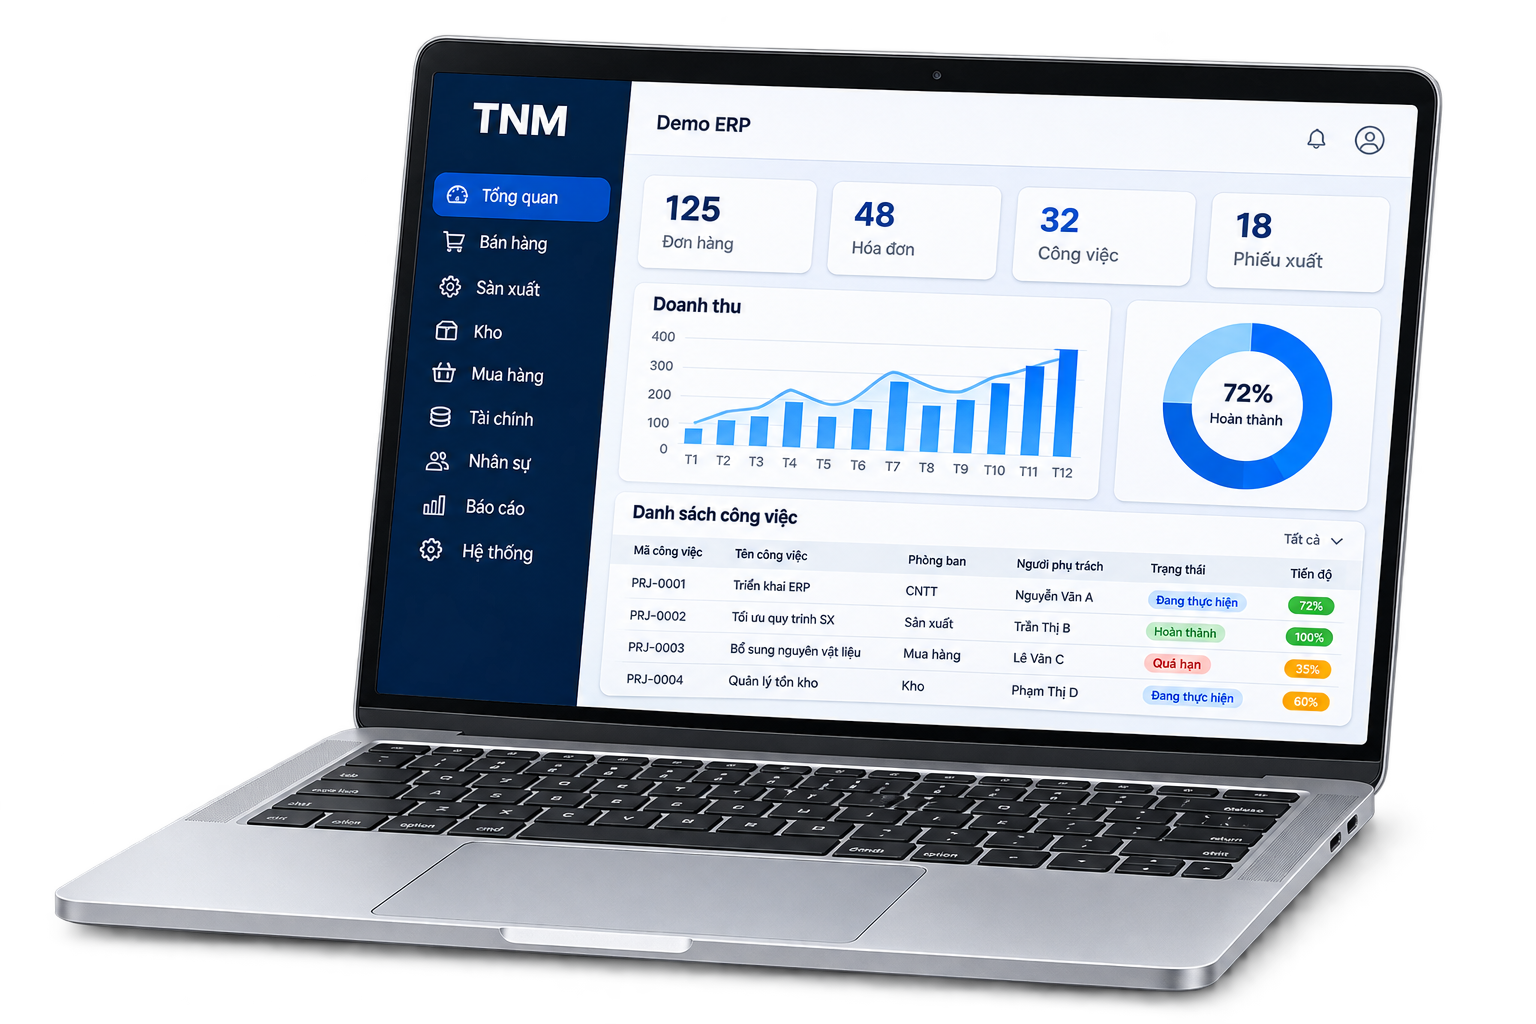 TNM
Demo ERP
Tổng quan
Bán hàng
Sản xuất
Kho
Mua hàng
Tài chính
Nhân sự
Báo cáo
Hệ thống
125
Đơn hàng
48
Hóa đơn
32
Công việc
18
Phiếu xuất
Doanh thu
400
300
200
100
0
T1 T2 T3 T4 T5 T6 T7 T8 T9 T10 T11 T12
72%
Hoàn thành
Danh sách công việc
Tất cả
Mã công việc Tên công việc Phòng ban Người phụ trách Trạng thái Tiến độ
PRJ-0001 Triển khai ERP CNTT Nguyễn Văn A Đang thực hiện 72%
PRJ-0002 Tối ưu quy trình SX Sản xuất Trần Thị B Hoàn thành 100%
PRJ-0003 Bổ sung nguyên vật liệu Mua hàng Lê Văn C Quá hạn 35%
PRJ-0004 Quản lý tồn kho Kho Phạm Thị D Đang thực hiện 60%
option
cmd
option
return